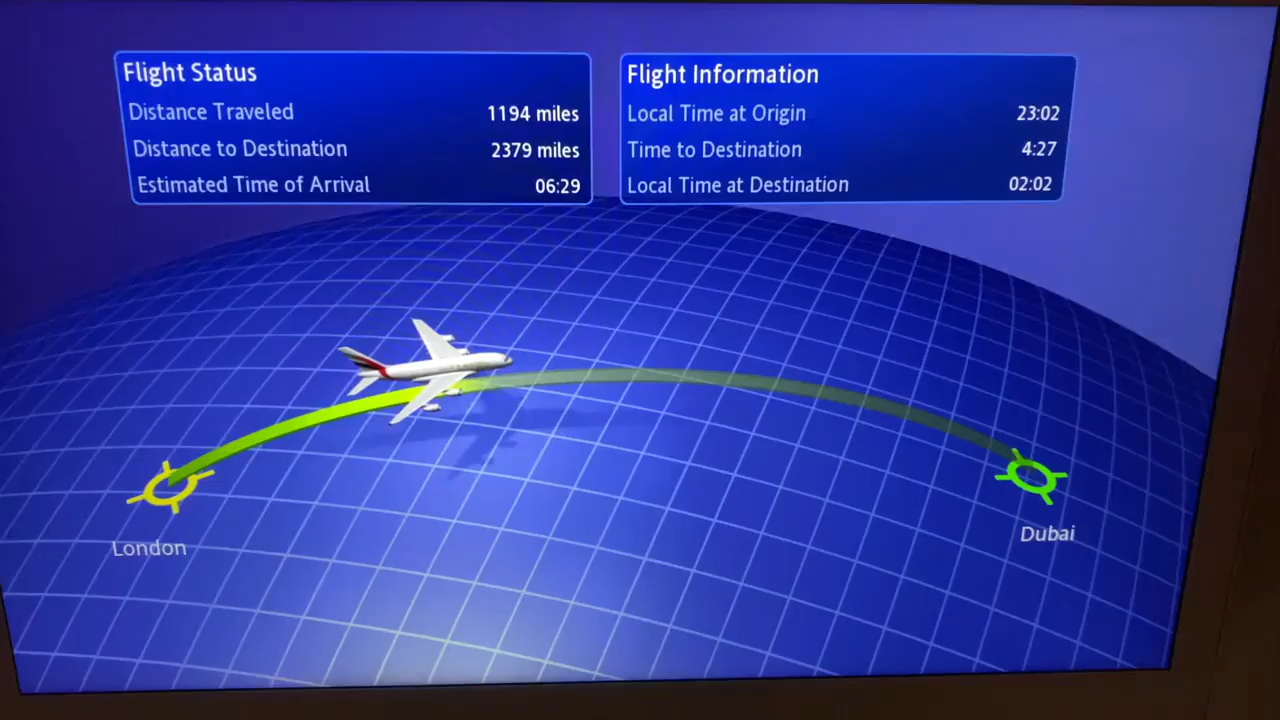 Flight Status
Distance Traveled 1194 miles
Distance to Destination 2379 miles
Estimated Time of Arrival 06:29
Flight Information
Local Time at Origin 23:02
Time to Destination 4:27
Local Time at Destination 02:02
London
Dubai